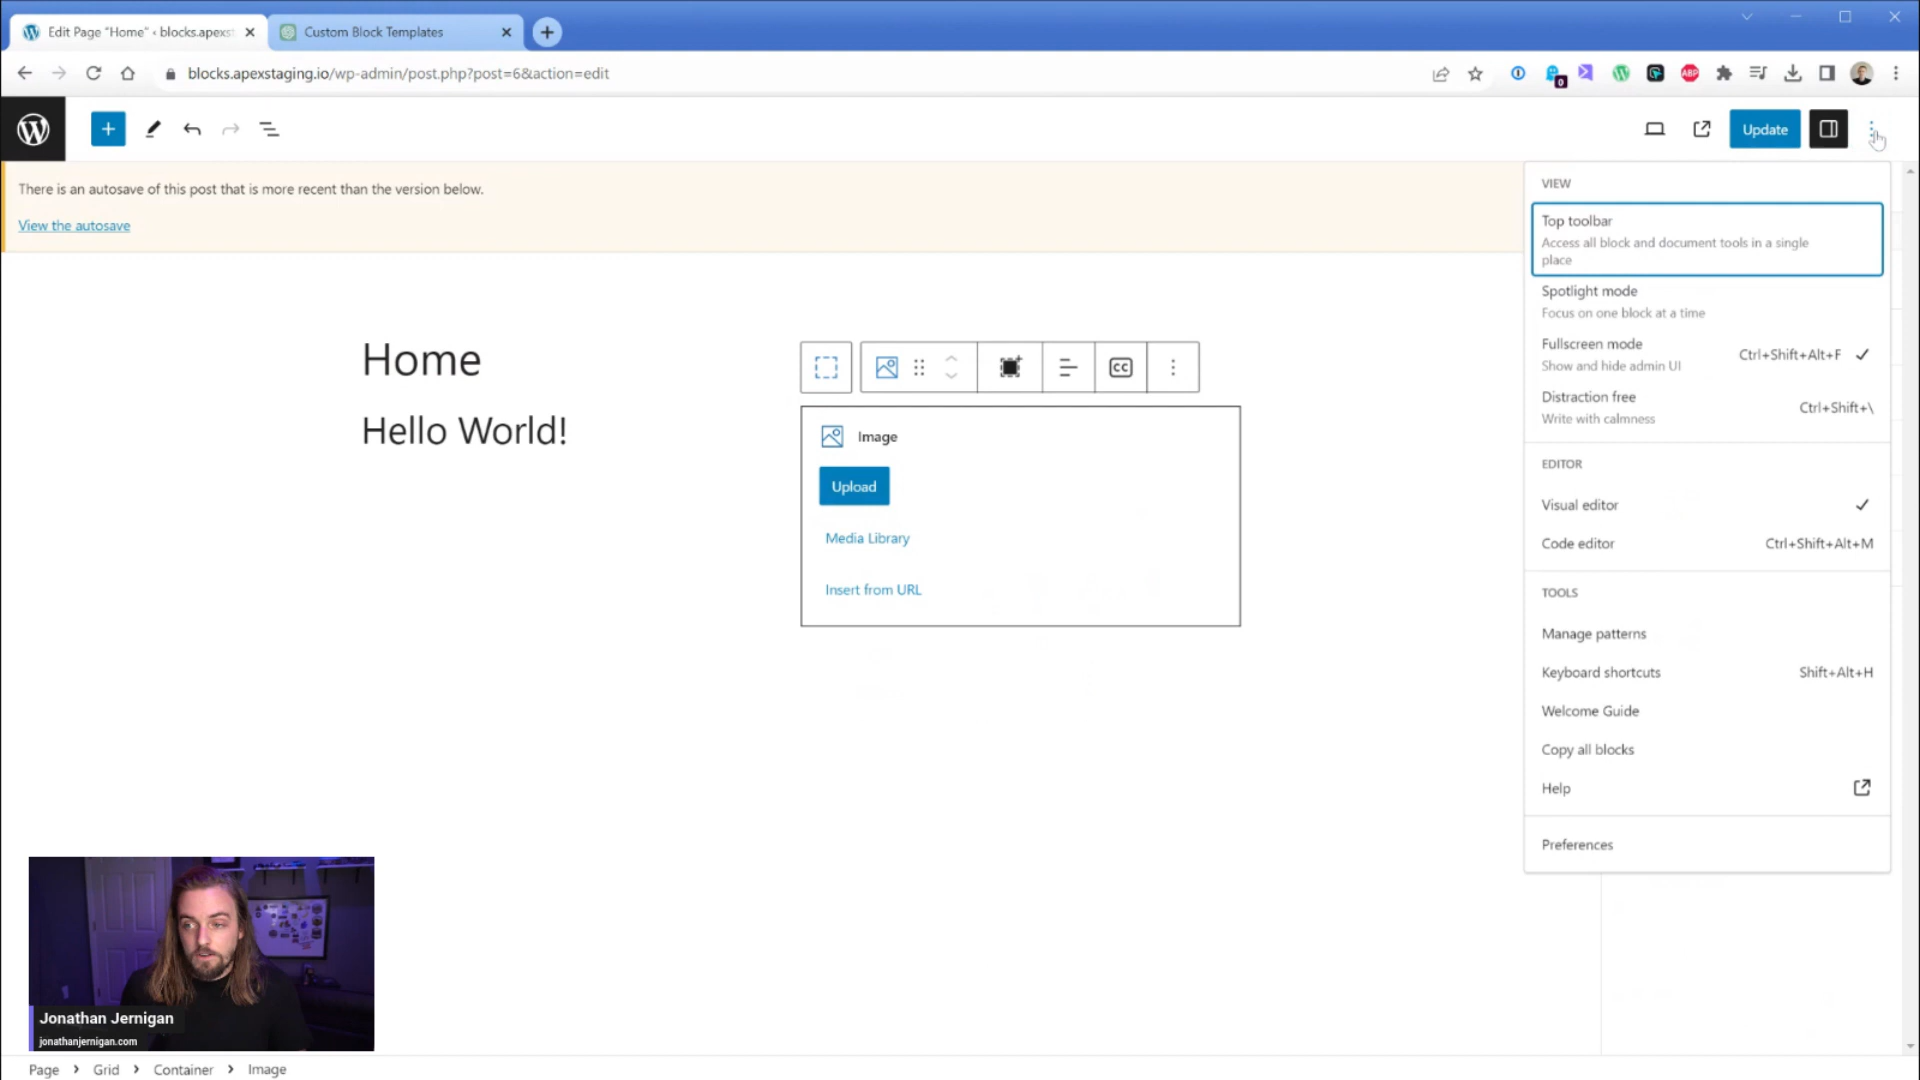 Edit Page "Home" ‹ blocks.apexst
Custom Block Templates
blocks.apexstaging.io/wp-admin/post.php?post=6&action=edit
0
ABP
Update
There is an autosave of this post that is more recent than the version below.
View the autosave
Home
Hello World!
CC
Image
Upload
Media Library
Insert from URL
VIEW
Top toolbar
Access all block and document tools in a single
place
Spotlight mode
Focus on one block at a time
Fullscreen mode
Ctrl+Shift+Alt+F
Show and hide admin UI
Distraction free
Ctrl+Shift+\
Write with calmness
EDITOR
Visual editor
Code editor
Ctrl+Shift+Alt+M
TOOLS
Manage patterns
Keyboard shortcuts
Shift+Alt+H
Welcome Guide
Copy all blocks
Help
Preferences
Jonathan Jernigan
jonathanjernigan.com
Page > Grid > Container > Image